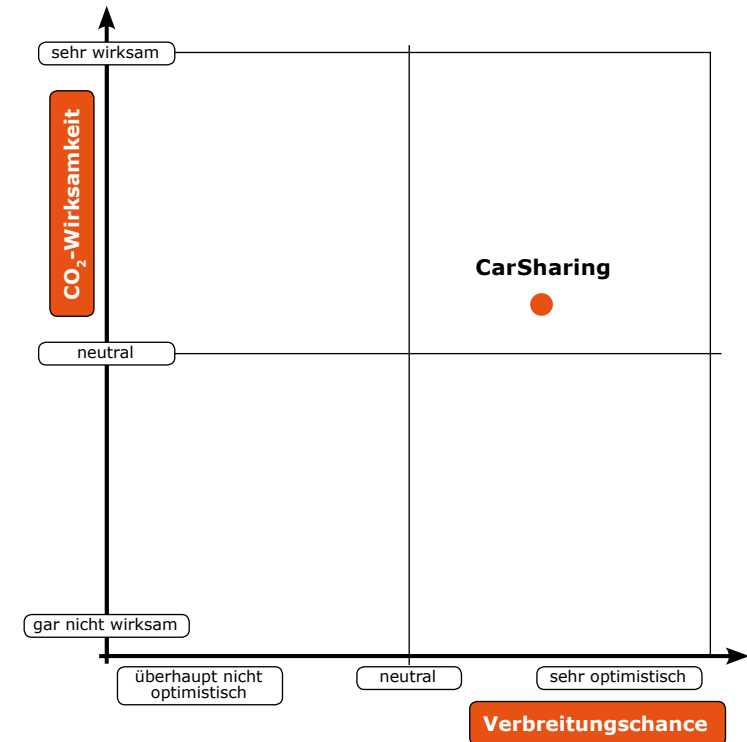 sehr wirksam
CO₂-Wirksamkeit
CarSharing
neutral
gar nicht wirksam
überhaupt nicht
optimistisch
neutral
sehr optimistisch
Verbreitungschance